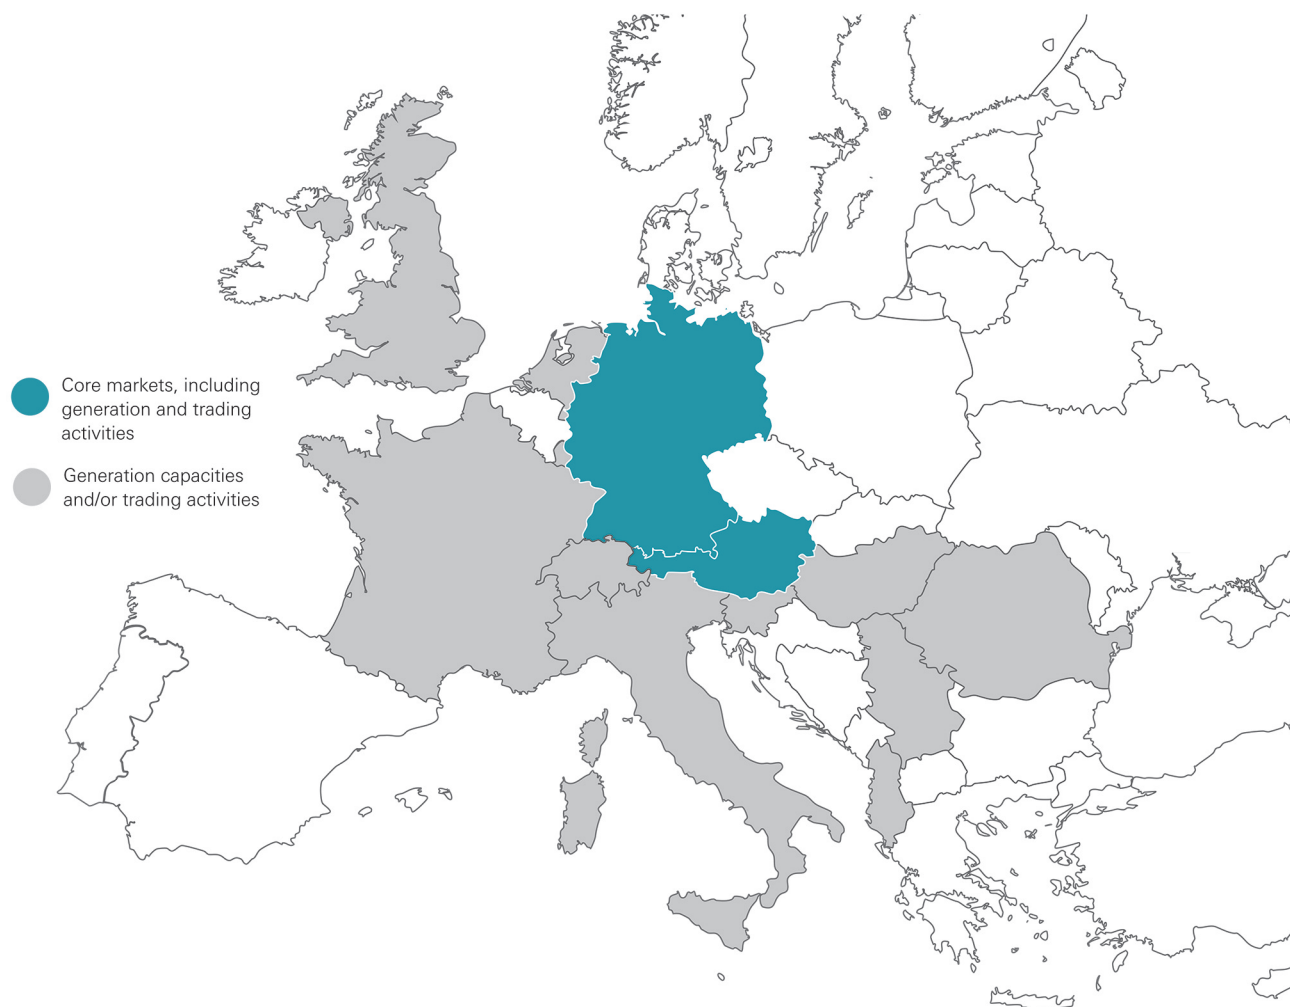 Core markets, including
generation and trading
activities
Generation capacities
and/or trading activities